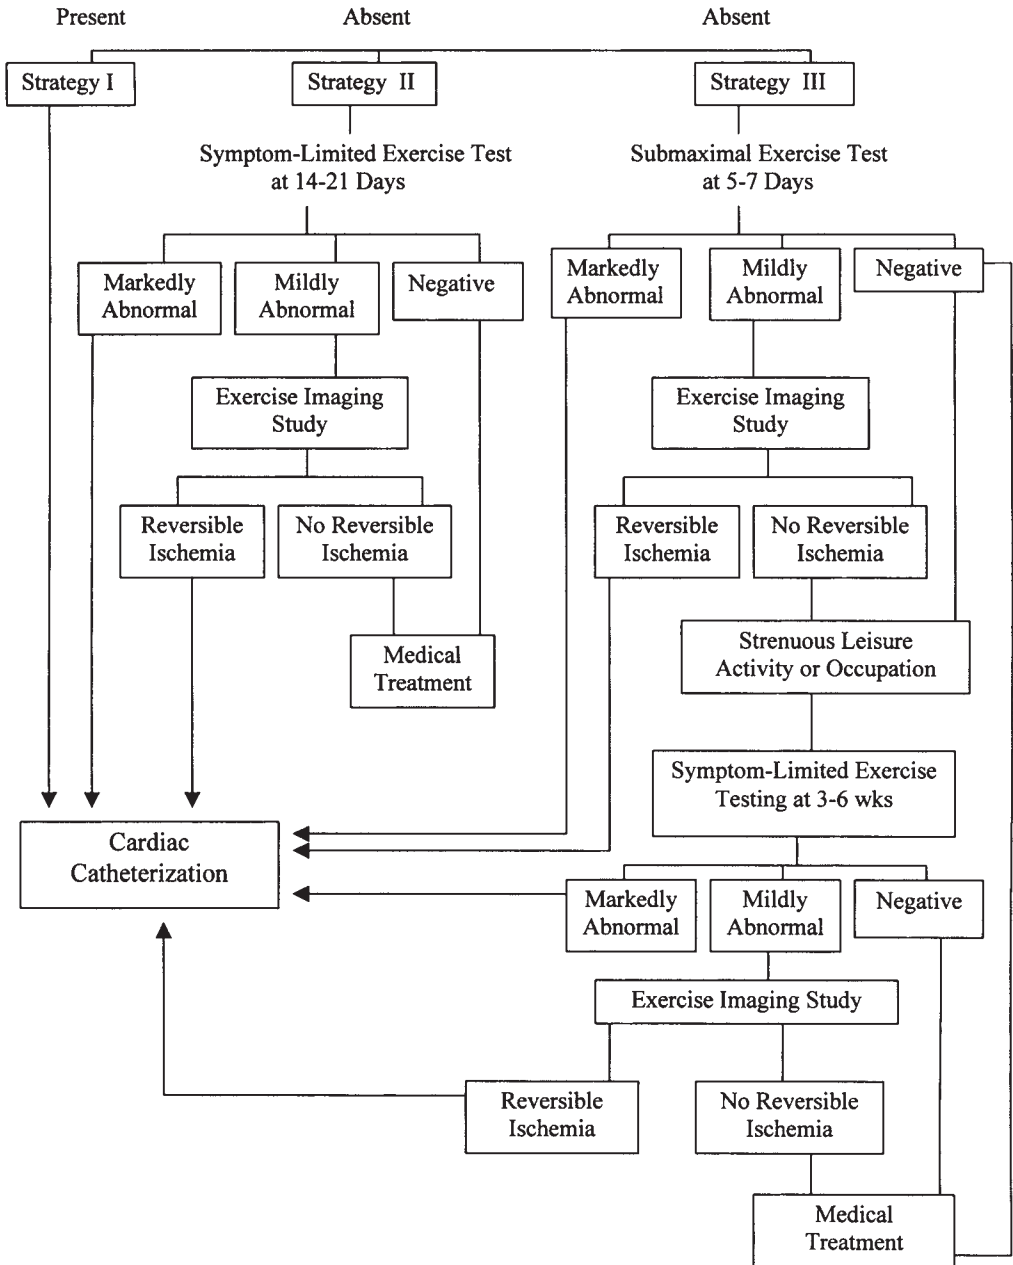 Present
Absent
Absent
Strategy I
Strategy II
Strategy III
Symptom-Limited Exercise Test
at 14-21 Days
Submaximal Exercise Test
at 5-7 Days
Markedly
Abnormal
Mildly
Abnormal
Negative
Markedly
Abnormal
Mildly
Abnormal
Negative
Exercise Imaging
Study
Exercise Imaging
Study
Reversible
Ischemia
No Reversible
Ischemia
Reversible
Ischemia
No Reversible
Ischemia
Medical
Treatment
Strenuous Leisure
Activity or Occupation
Symptom-Limited Exercise
Testing at 3-6 wks
Cardiac
Catheterization
Markedly
Abnormal
Mildly
Abnormal
Negative
Exercise Imaging Study
Reversible
Ischemia
No Reversible
Ischemia
Medical
Treatment